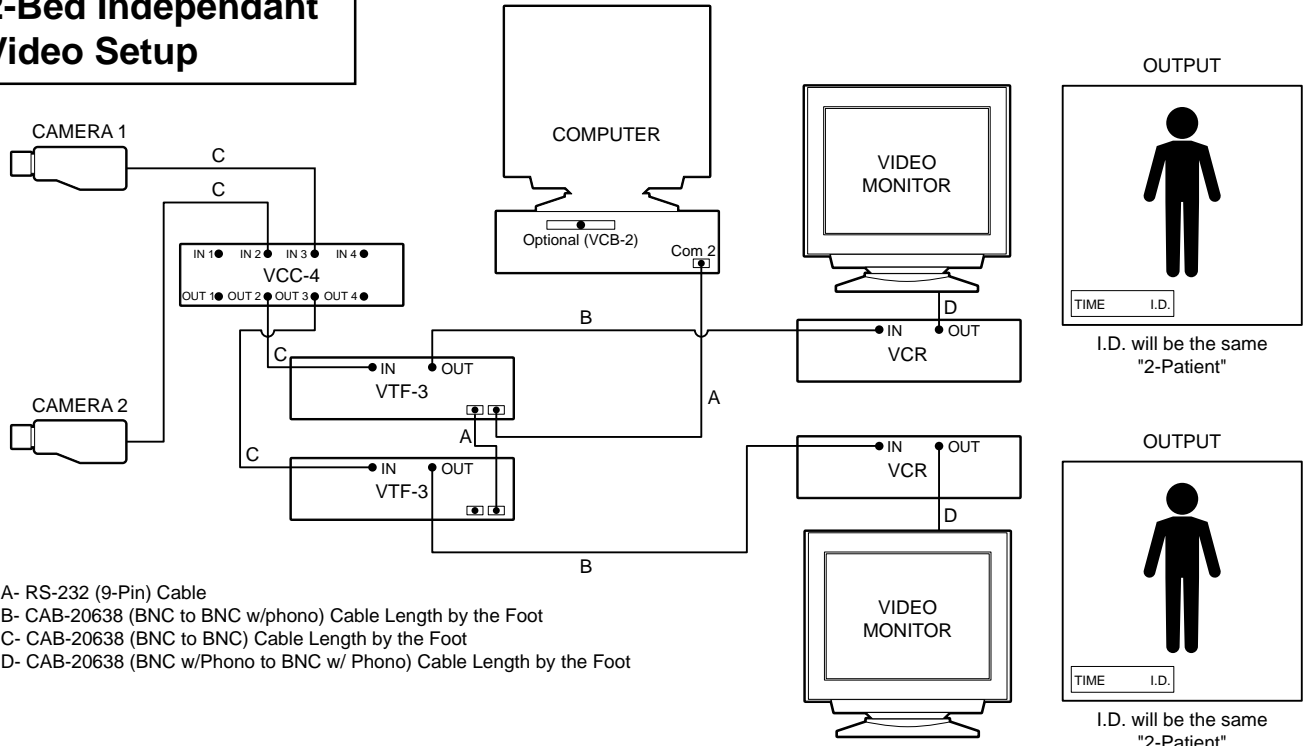 2-Bed Independant
Video Setup
CAMERA 1
C
C
IN 1 IN 2 IN 3 IN 4
VCC-4
OUT 1 OUT 2 OUT 3 OUT 4
CAMERA 2
COMPUTER
Optional (VCB-2)
Com 2
C
IN OUT
VTF-3
A
A
C
IN OUT
VTF-3
B
B
VIDEO
MONITOR
D
IN OUT
VCR
IN OUT
VCR
D
VIDEO
MONITOR
OUTPUT
TIME I.D.
I.D. will be the same
"2-Patient"
OUTPUT
TIME I.D.
I.D. will be the same
"2-Patient"
A- RS-232 (9-Pin) Cable
B- CAB-20638 (BNC to BNC w/phono) Cable Length by the Foot
C- CAB-20638 (BNC to BNC) Cable Length by the Foot
D- CAB-20638 (BNC w/Phono to BNC w/ Phono) Cable Length by the Foot